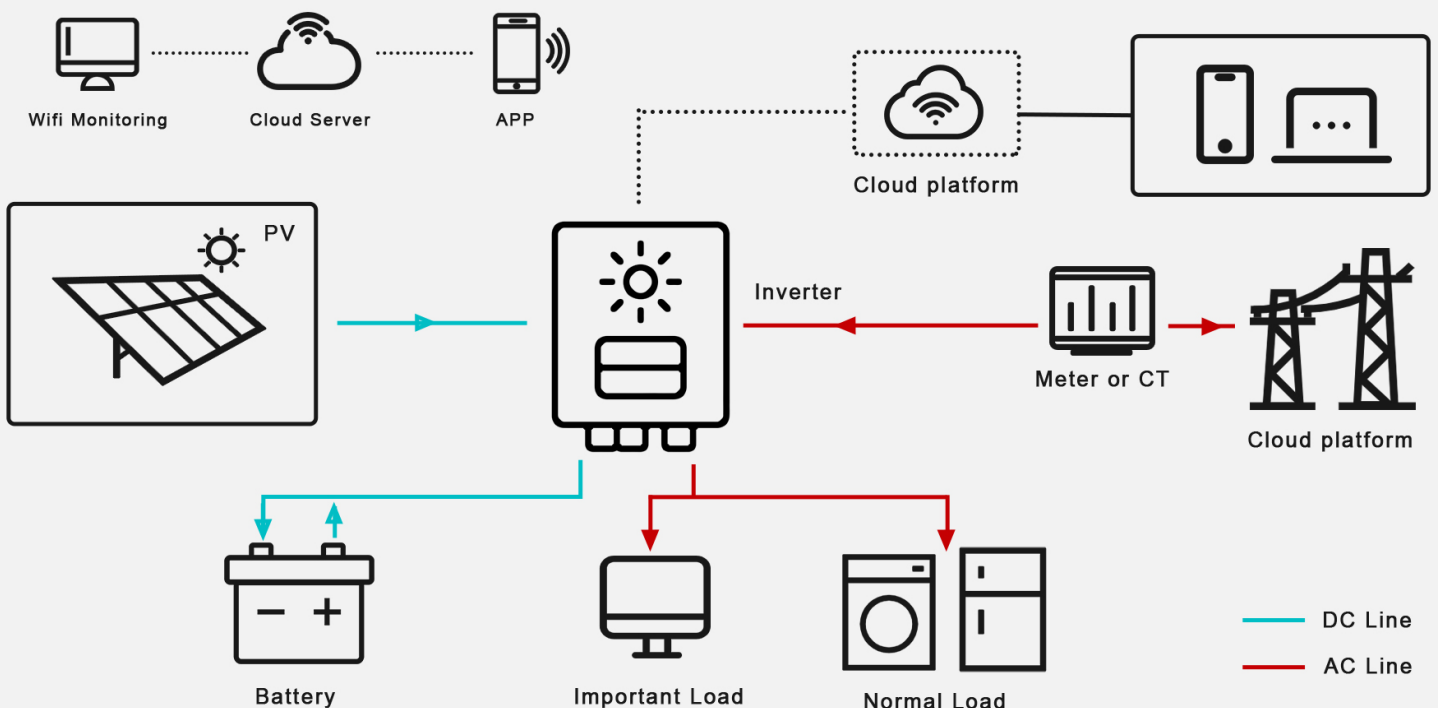 Wifi Monitoring
Cloud Server
APP
Cloud platform
PV
Inverter
Meter or CT
Cloud platform
Battery
Important Load
Normal Load
DC Line
AC Line